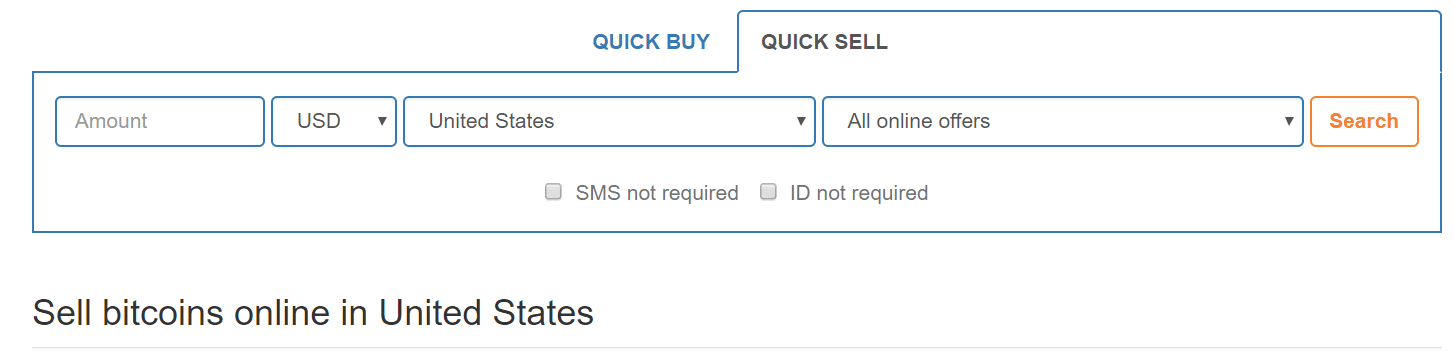 QUICK BUY QUICK SELL
Amount USD United States All online offers Search
SMS not required ID not required
Sell bitcoins online in United States